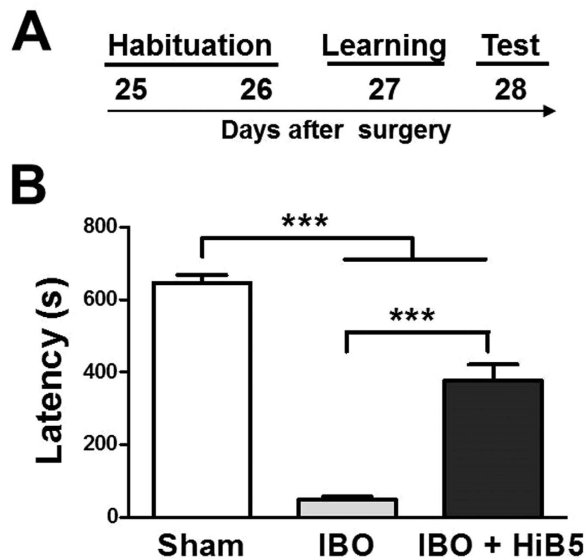 A
Habituation Learning Test
25 26 27 28
Days after surgery
B
Latency (s)
800
600
400
200
0
***
***
Sham IBO IBO + HiB5